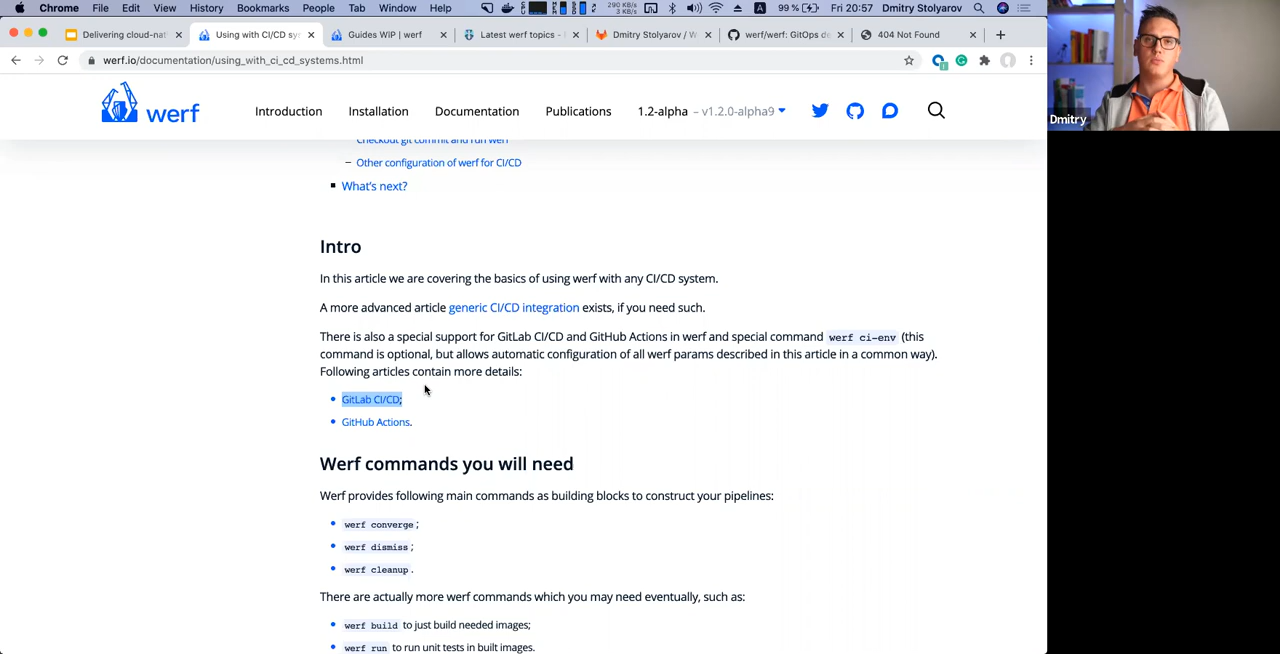 Chrome File Edit View History Bookmarks People Tab Window Help 290 KB/s 3 KB/s A 99 % Fri 20:57 Dmitry Stolyarov
Delivering cloud-nat Using with CI/CD sy Guides WIP | werf Latest werf topics - Dmitry Stolyarov / W werf/werf: GitOps de 404 Not Found
werf.io/documentation/using_with_ci_cd_systems.html
werf Introduction Installation Documentation Publications 1.2-alpha – v1.2.0-alpha9
Dmitry
Checkout git commit and run werf
– Other configuration of werf for CI/CD
What's next?
Intro
In this article we are covering the basics of using werf with any CI/CD system.
A more advanced article generic CI/CD integration exists, if you need such.
There is also a special support for GitLab CI/CD and GitHub Actions in werf and special command werf ci-env (this
command is optional, but allows automatic configuration of all werf params described in this article in a common way).
Following articles contain more details:
GitLab CI/CD;
GitHub Actions.
Werf commands you will need
Werf provides following main commands as building blocks to construct your pipelines:
werf converge;
werf dismiss;
werf cleanup.
There are actually more werf commands which you may need eventually, such as:
werf build to just build needed images;
werf run to run unit tests in built images.